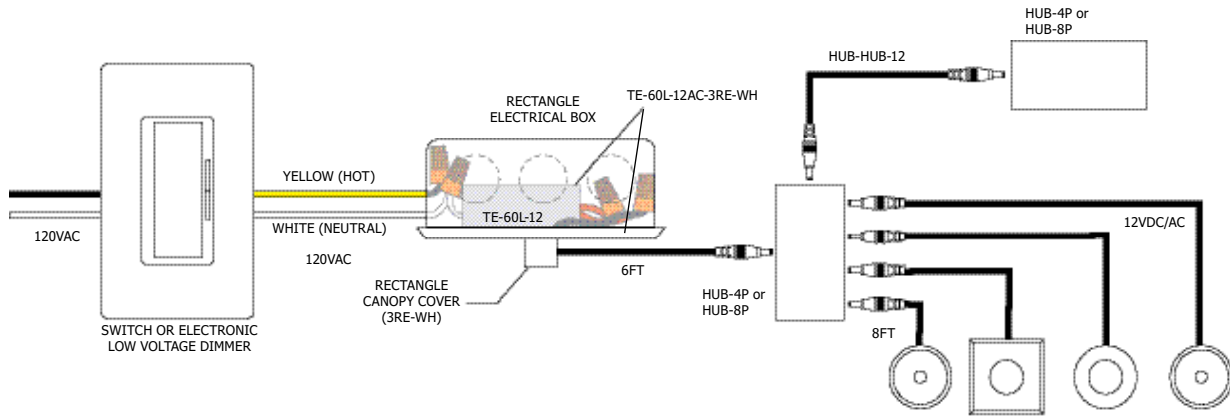 HUB-4P or
HUB-8P
HUB-HUB-12
TE-60L-12AC-3RE-WH
RECTANGLE
ELECTRICAL BOX
YELLOW (HOT)
TE-60L-12
WHITE (NEUTRAL)
120VAC
120VAC
12VDC/AC
6FT
RECTANGLE
CANOPY COVER
(3RE-WH)
HUB-4P or
HUB-8P
8FT
SWITCH OR ELECTRONIC
LOW VOLTAGE DIMMER